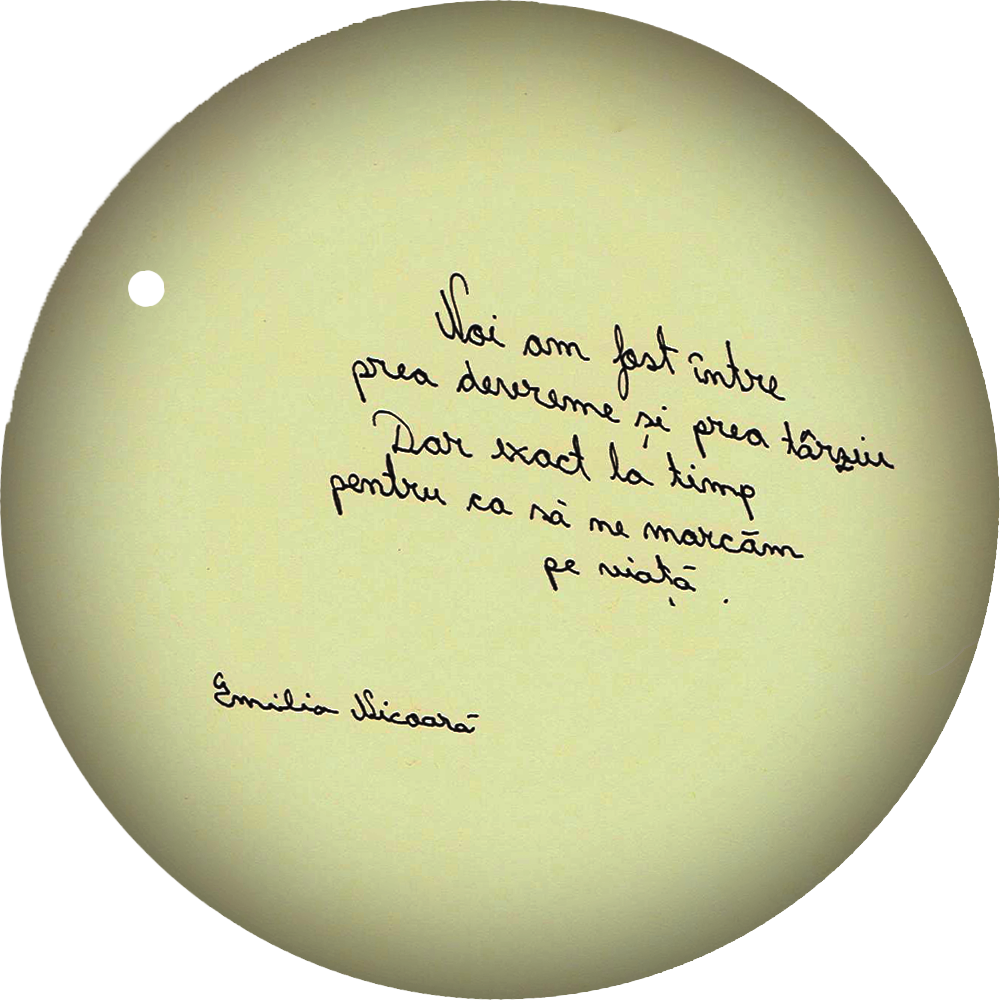 Noi am fost între
prea devreme și prea târziu
Dar exact la timp
pentru ca să ne marcăm
pe viață.
Emilia Nicoară